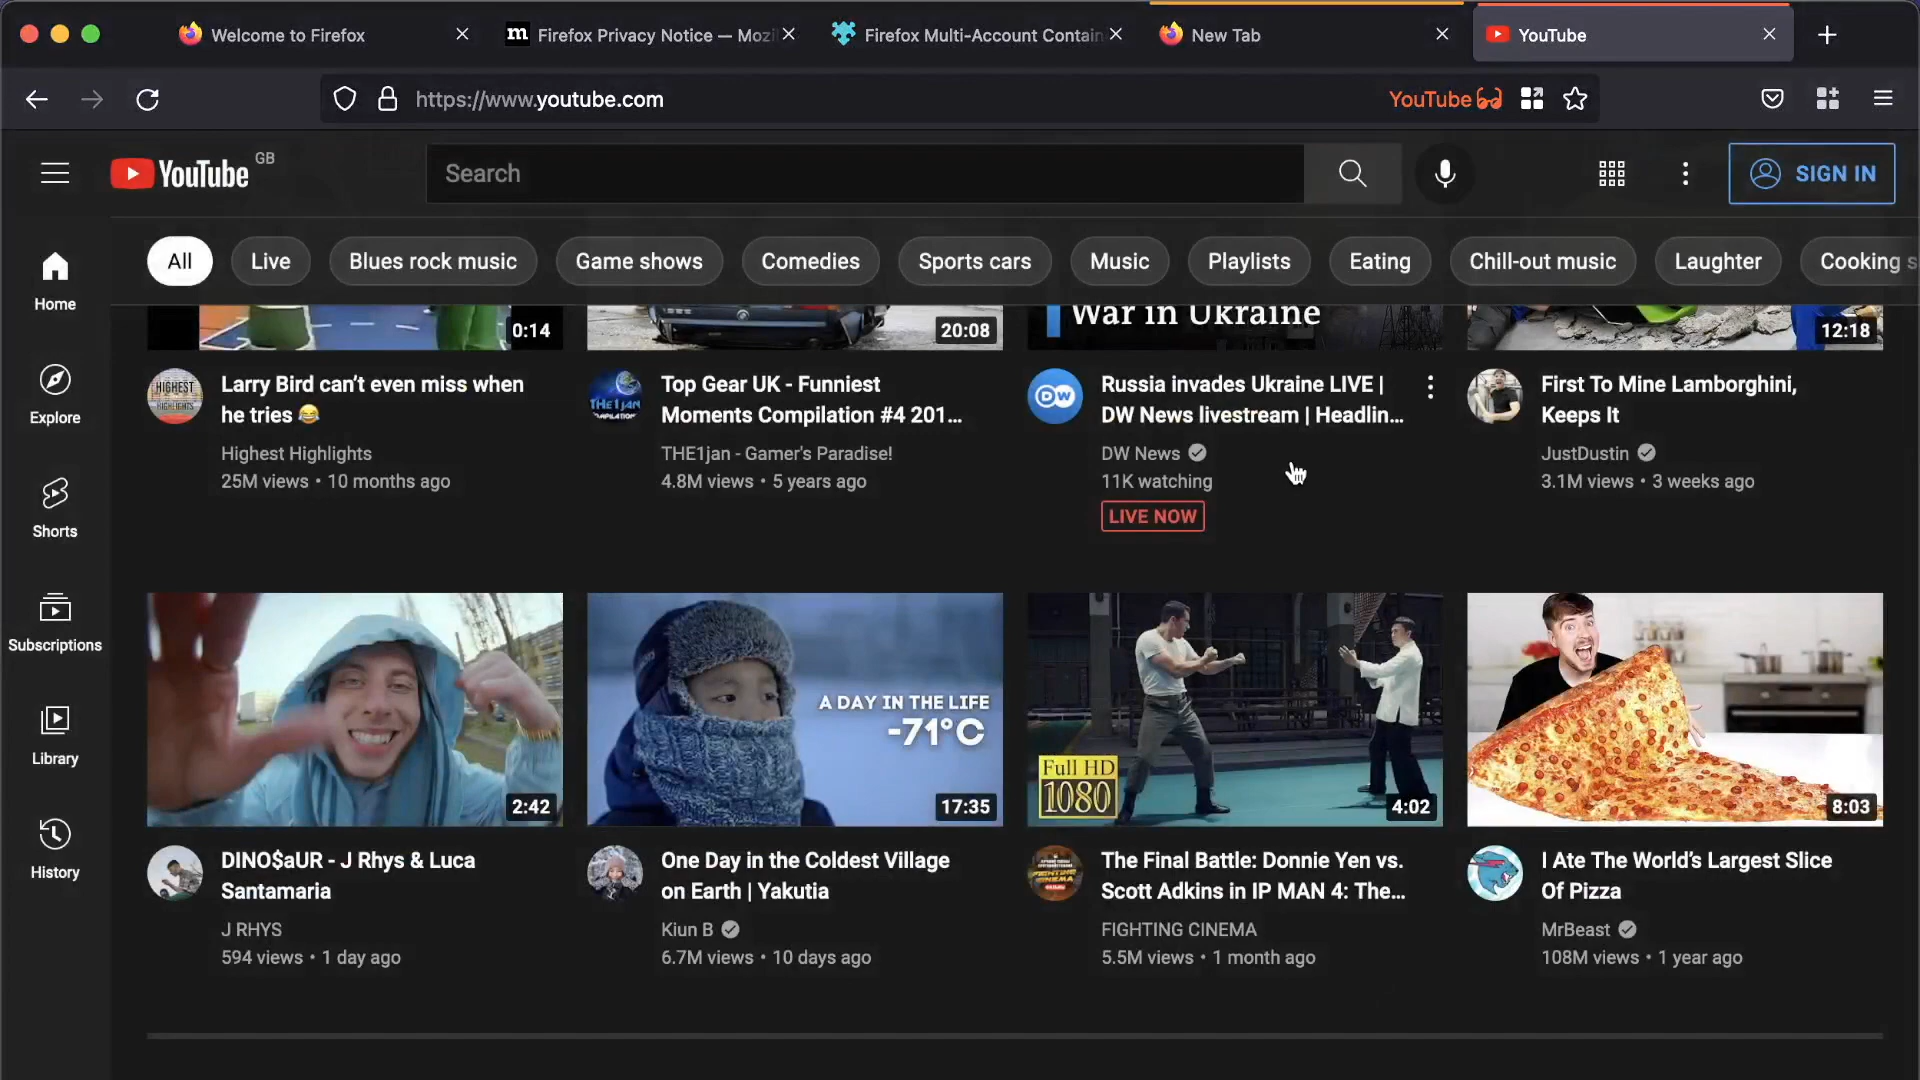 Welcome to Firefox
m Firefox Privacy Notice — Mozi
Firefox Multi-Account Contain
New Tab
YouTube
https://www.youtube.com
YouTube
YouTube GB
Search
SIGN IN
All
Live
Blues rock music
Game shows
Comedies
Sports cars
Music
Playlists
Eating
Chill-out music
Laughter
Cooking s
Home
Explore
Shorts
Subscriptions
Library
History
0:14
20:08
War in Ukraine
12:18
HIGHEST
HIGHLIGHTS
Larry Bird can’t even miss when
he tries 😂
Highest Highlights
25M views • 10 months ago
THE1JAN
Top Gear UK - Funniest
Moments Compilation #4 201...
THE1jan - Gamer's Paradise!
4.8M views • 5 years ago
DW
Russia invades Ukraine LIVE |
DW News livestream | Headlin...
DW News
11K watching
LIVE NOW
First To Mine Lamborghini,
Keeps It
JustDustin
3.1M views • 3 weeks ago
2:42
DINO$aUR - J Rhys & Luca
Santamaria
J RHYS
594 views • 1 day ago
A DAY IN THE LIFE
-71°C
17:35
One Day in the Coldest Village
on Earth | Yakutia
Kiun B
6.7M views • 10 days ago
Full HD
1080
4:02
The Final Battle: Donnie Yen vs.
Scott Adkins in IP MAN 4: The...
FIGHTING CINEMA
5.5M views • 1 month ago
8:03
I Ate The World’s Largest Slice
Of Pizza
MrBeast
108M views • 1 year ago